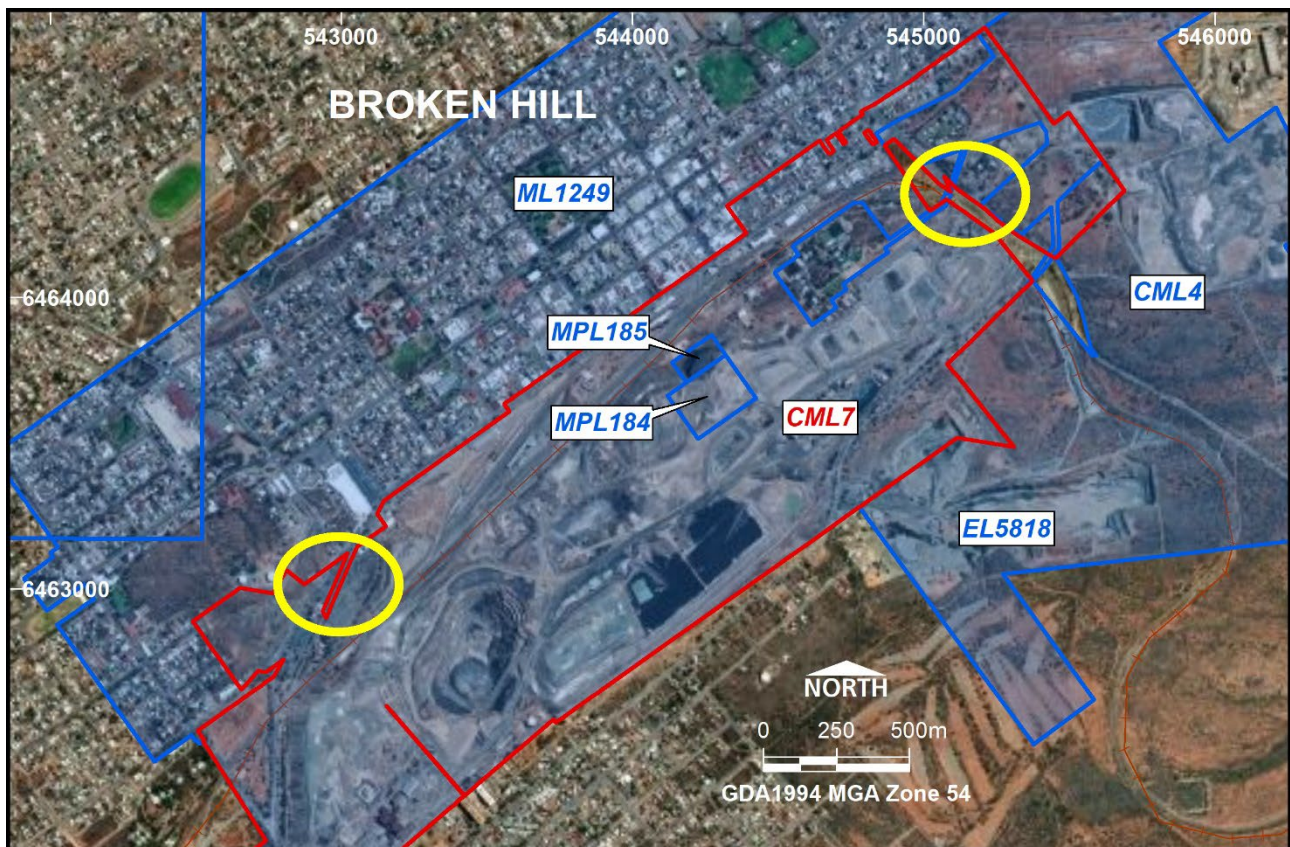 543000
544000
545000
546000
BROKEN HILL
ML1249
6464000
CML4
MPL185
MPL184
CML7
EL5818
6463000
NORTH
0 250 500m
GDA1994 MGA Zone 54